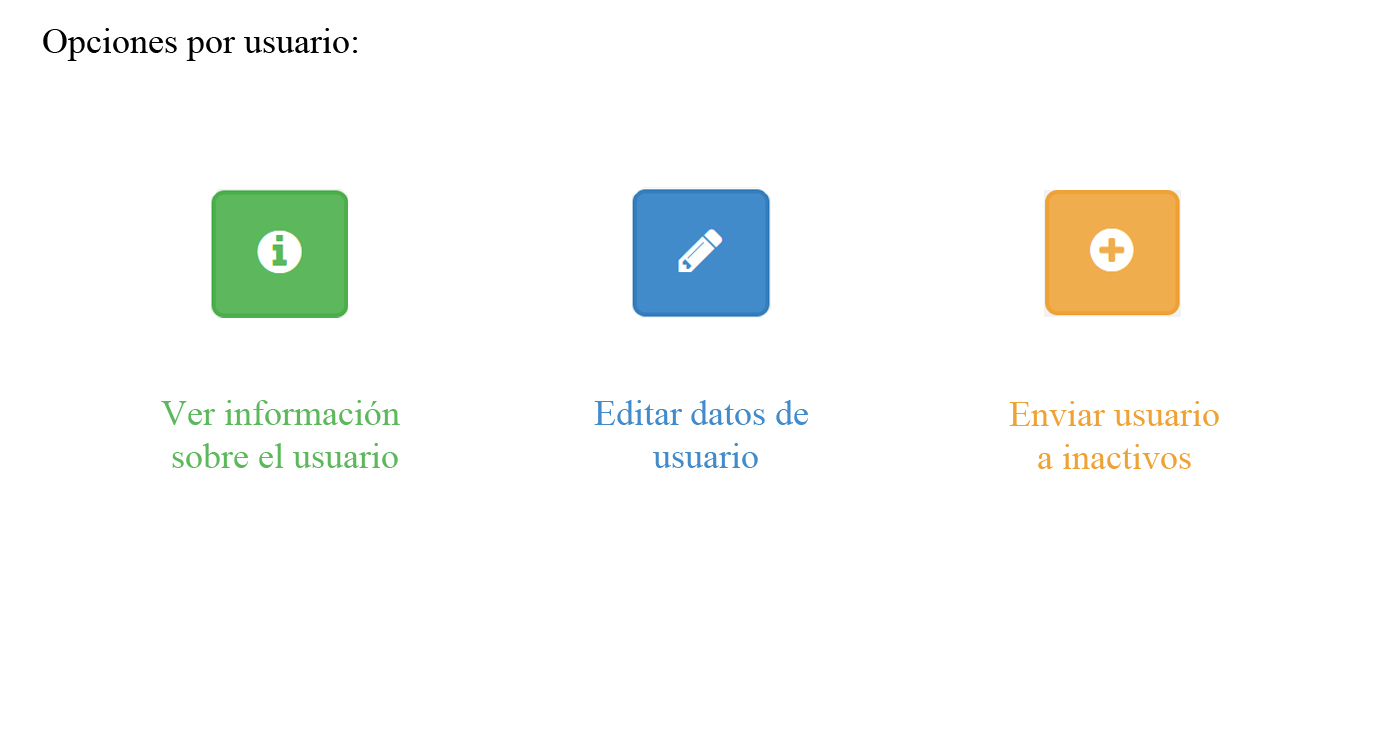 Opciones por usuario:
Ver información
sobre el usuario
Editar datos de
usuario
Enviar usuario
a inactivos